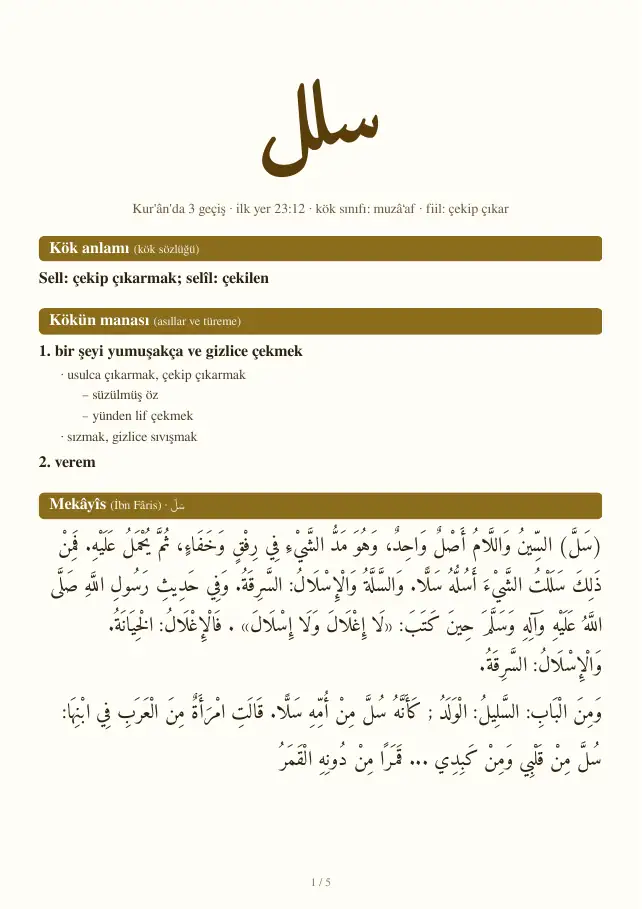 سلل
Kur'ân'da 3 geçiş · ilk yer 23:12 · kök sınıfı: muzâ'af · fiil: çekip çıkar
Kök anlamı (kök sözlüğü)
Sell: çekip çıkarmak; selîl: çekilen
Kökün manası (asıllar ve türeme)
1. bir şeyi yumuşakça ve gizlice çekmek
· usulca çıkarmak, çekip çıkarmak
– süzülmüş öz
– yünden lif çekmek
· sızmak, gizlice sıvışmak
2. verem
Mekâyîs (İbn Fâris) · سَلَّ
(سَلَّ) السِّينُ وَاللَّامُ أَصْلٌ وَاحِدٌ، وَهُوَ مَدُّ الشَّيْءِ فِي رِفْقٍ وَخَفَاءٍ، ثُمَّ يُحْمَلُ عَلَيْهِ. فَمِنْ
ذَلِكَ سَلَلْتُ الشَّيْءَ أَسُلُّهُ سَلًّا. وَالسَّلَّةُ وَالْإِسْلَالُ: السَّرِقَةُ. وَفِي حَدِيثِ رَسُولِ اللَّهِ صَلَّى
اللَّهُ عَلَيْهِ وَآلِهِ وَسَلَّمَ حِينَ كَتَبَ: «لَا إِغْلَالَ وَلَا إِسْلَالَ» . فَالْإِغْلَالُ: الْخِيَانَةُ.
وَالْإِسْلَالُ: السَّرِقَةُ.
وَمِنَ الْبَابِ: السَّلِيلُ: الْوَلَدُ ; كَأَنَّهُ سُلَّ مِنْ أُمِّهِ سَلًّا. قَالَتِ امْرَأَةٌ مِنَ الْعَرَبِ فِي ابْنِهَا:
سُلَّ مِنْ قَلْبِي وَمِنْ كَبِدِي ... قَمَرًا مِنْ دُونِهِ الْقَمَرُ
1 / 5